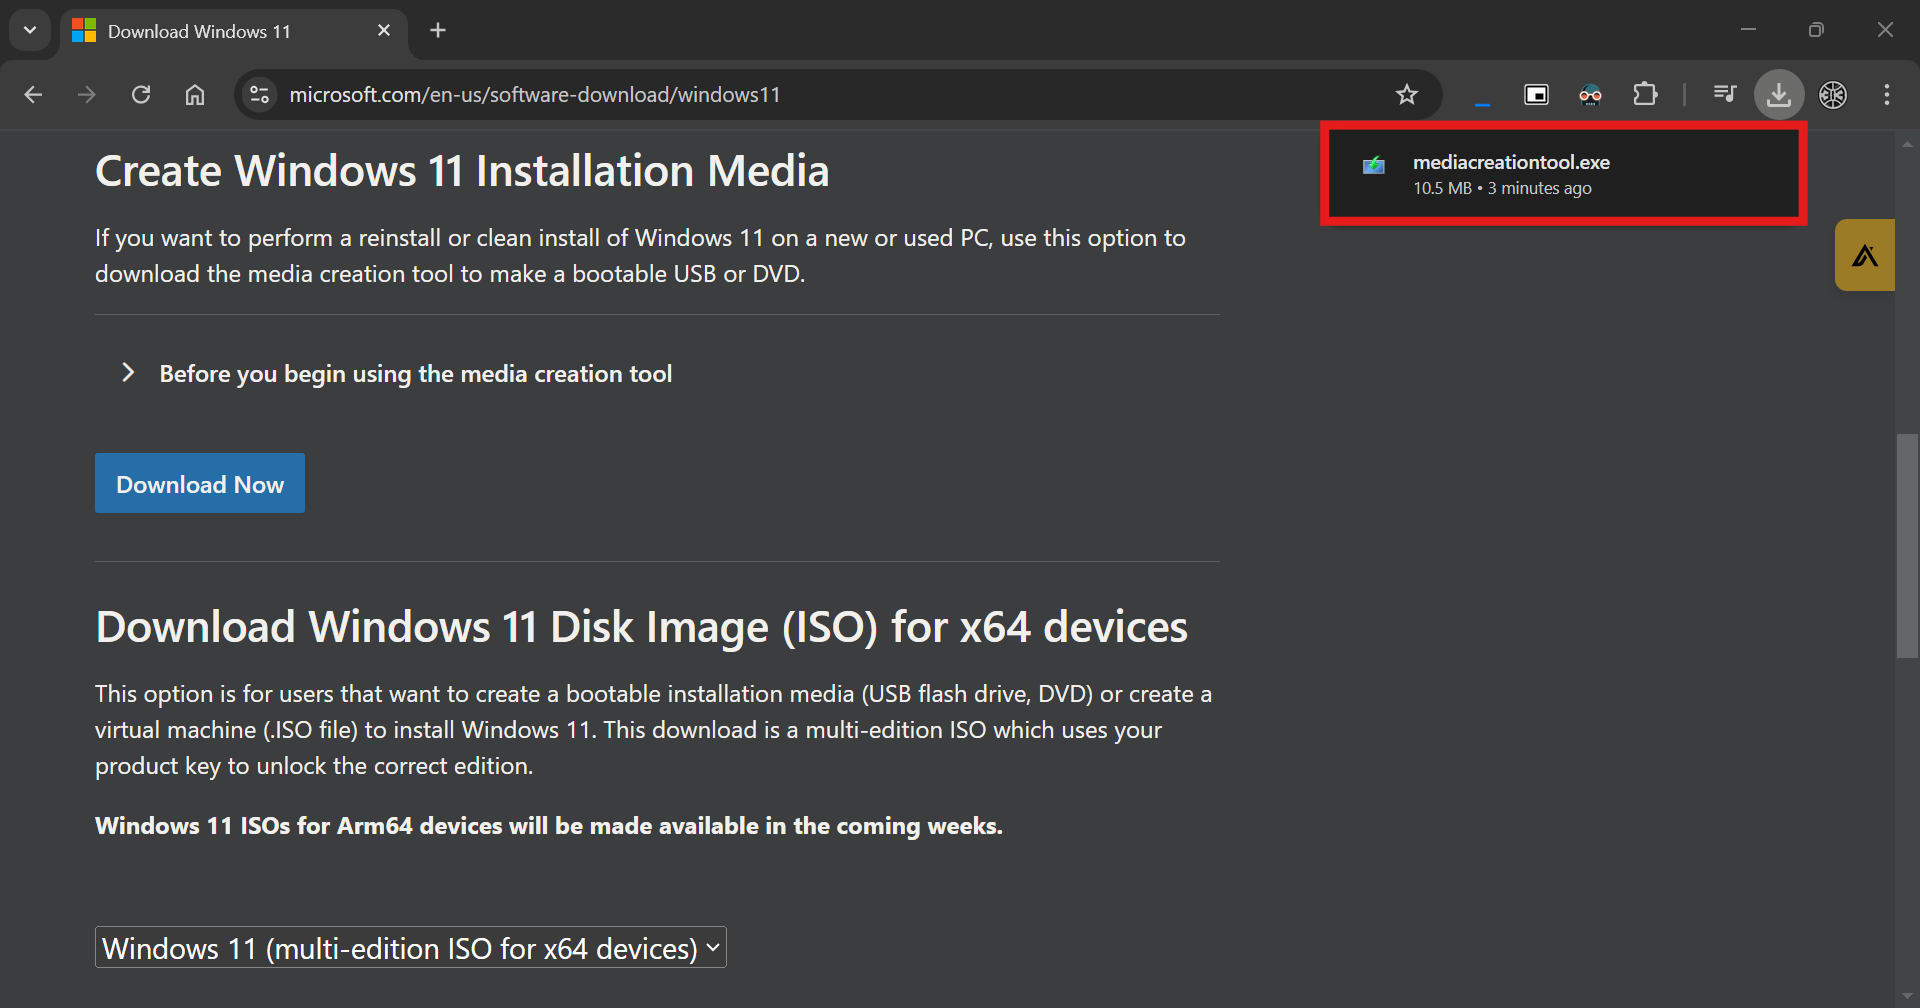 Download Windows 11
microsoft.com/en-us/software-download/windows11
mediacreationtool.exe
10.5 MB • 3 minutes ago
Create Windows 11 Installation Media
If you want to perform a reinstall or clean install of Windows 11 on a new or used PC, use this option to
download the media creation tool to make a bootable USB or DVD.
Before you begin using the media creation tool
Download Now
Download Windows 11 Disk Image (ISO) for x64 devices
This option is for users that want to create a bootable installation media (USB flash drive, DVD) or create a
virtual machine (.ISO file) to install Windows 11. This download is a multi-edition ISO which uses your
product key to unlock the correct edition.
Windows 11 ISOs for Arm64 devices will be made available in the coming weeks.
Windows 11 (multi-edition ISO for x64 devices)